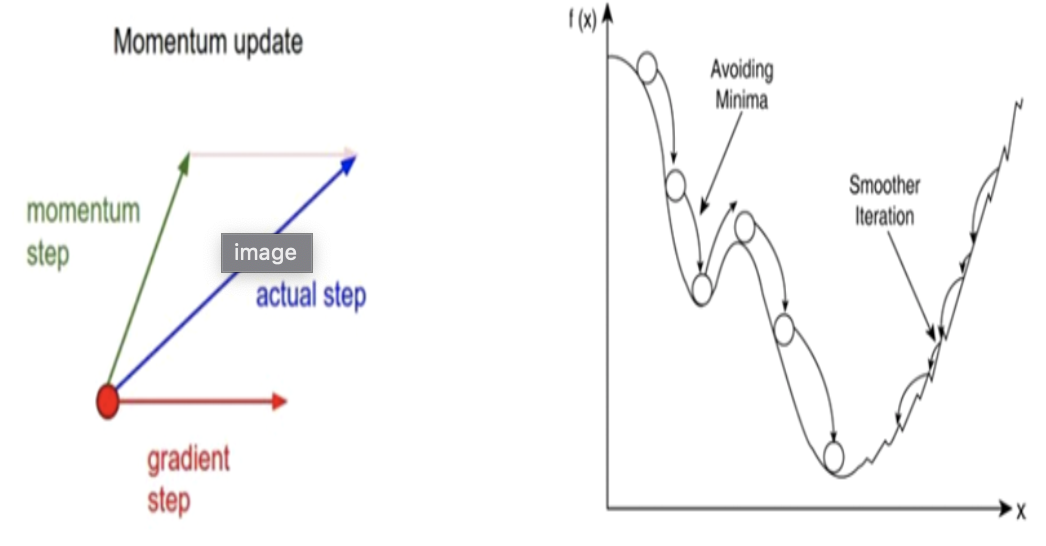 Momentum update
momentum
step
image
actual step
gradient
step
f (x)
Avoiding
Minima
Smoother
Iteration
x